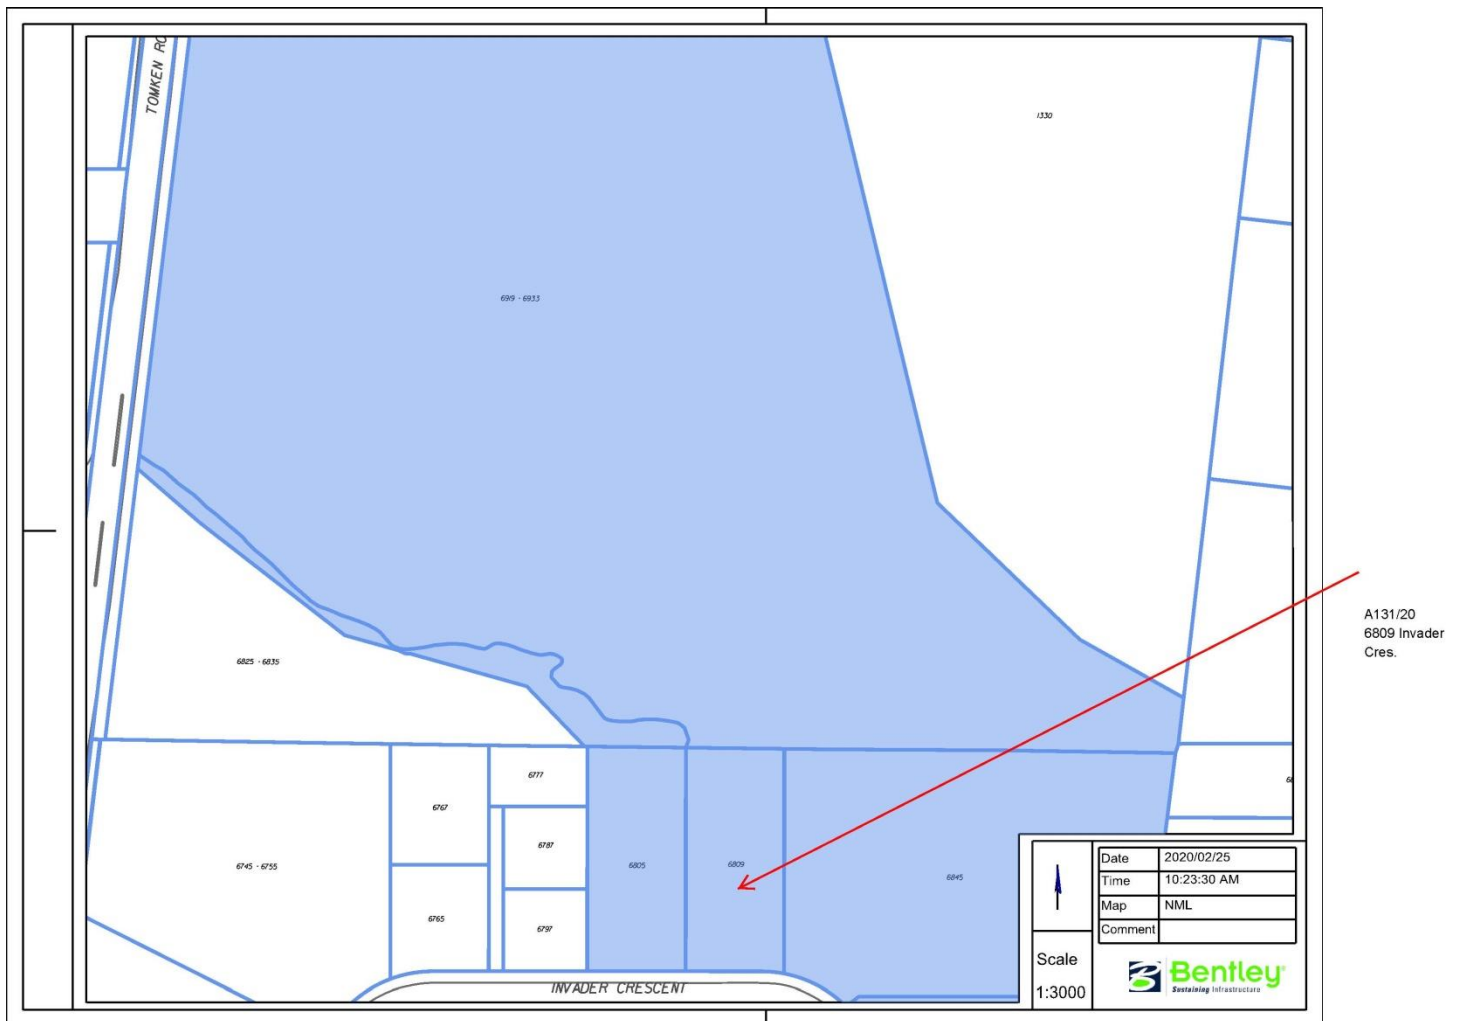 TOMKEN RO
1330
6919 - 6933
A131/20
6809 Invader
Cres.
6825 - 6835
6777
6767
6787
6745 - 6755
6805
6809
6845
6765
6797
INVADER CRESCENT
Date 2020/02/25
Time 10:23:30 AM
Map NML
Comment
Scale
1:3000
Bentley
Sustaining Infrastructure